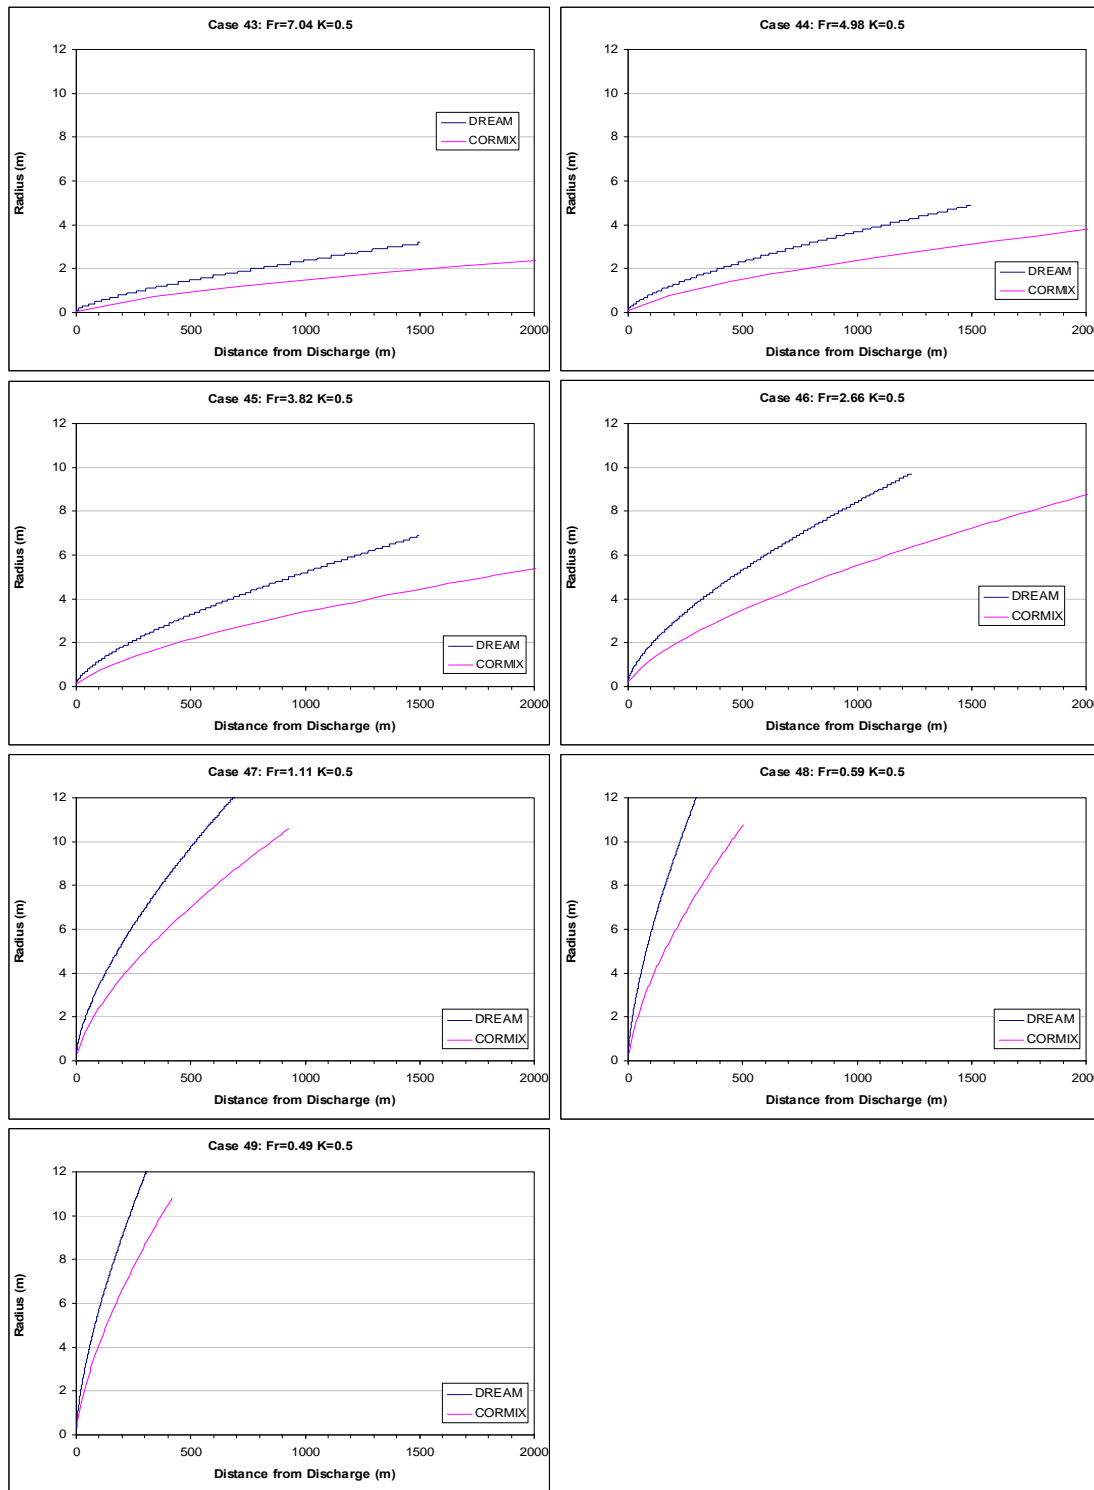 Case 43: Fr=7.04 K=0.5
12
10
8
6
4
2
0
Radius (m)
DREAM
CORMIX
0 500 1000 1500 2000
Distance from Discharge (m)
Case 44: Fr=4.98 K=0.5
12
10
8
6
4
2
0
Radius (m)
DREAM
CORMIX
0 500 1000 1500 2000
Distance from Discharge (m)
Case 45: Fr=3.82 K=0.5
12
10
8
6
4
2
0
Radius (m)
DREAM
CORMIX
0 500 1000 1500 2000
Distance from Discharge (m)
Case 46: Fr=2.66 K=0.5
12
10
8
6
4
2
0
Radius (m)
DREAM
CORMIX
0 500 1000 1500 2000
Distance from Discharge (m)
Case 47: Fr=1.11 K=0.5
12
10
8
6
4
2
0
Radius (m)
DREAM
CORMIX
0 500 1000 1500 2000
Distance from Discharge (m)
Case 48: Fr=0.59 K=0.5
12
10
8
6
4
2
0
Radius (m)
DREAM
CORMIX
0 500 1000 1500 2000
Distance from Discharge (m)
Case 49: Fr=0.49 K=0.5
12
10
8
6
4
2
0
Radius (m)
DREAM
CORMIX
0 500 1000 1500 2000
Distance from Discharge (m)